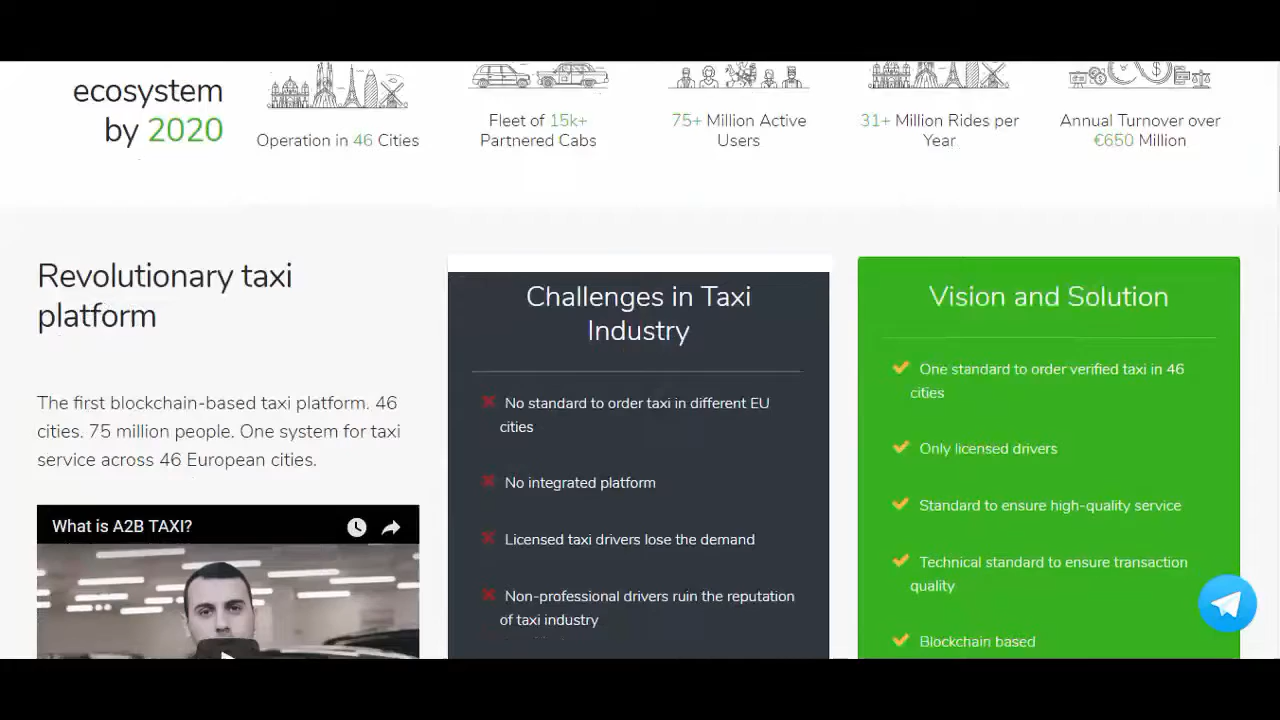 ecosystem
by 2020
Operation in 46 Cities
Fleet of 15k+
Partnered Cabs
75+ Million Active
Users
31+ Million Rides per
Year
Annual Turnover over
€650 Million
Revolutionary taxi
platform
The first blockchain-based taxi platform. 46
cities. 75 million people. One system for taxi
service across 46 European cities.
What is A2B TAXI?
Challenges in Taxi
Industry
No standard to order taxi in different EU
cities
No integrated platform
Licensed taxi drivers lose the demand
Non-professional drivers ruin the reputation
of taxi industry
Vision and Solution
One standard to order verified taxi in 46
cities
Only licensed drivers
Standard to ensure high-quality service
Technical standard to ensure transaction
quality
Blockchain based